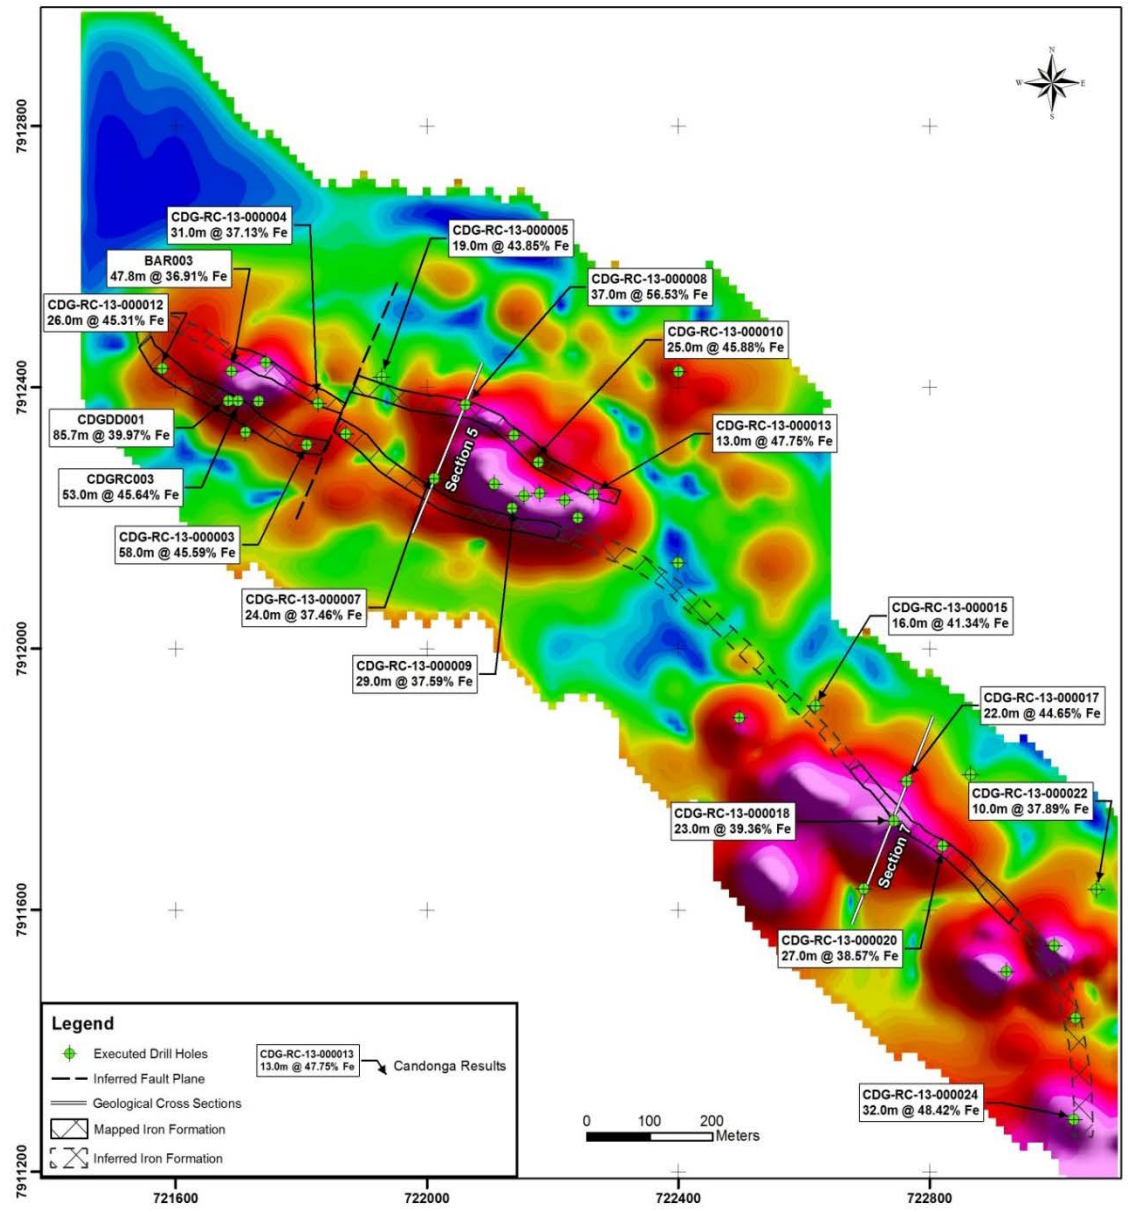 N
W
E
S
7912800
7912400
7912000
7911600
7911200
CDG-RC-13-000004
31.0m @ 37.13% Fe
CDG-RC-13-000005
19.0m @ 43.85% Fe
BAR003
47.8m @ 36.91% Fe
CDG-RC-13-000008
37.0m @ 56.53% Fe
CDG-RC-13-000012
26.0m @ 45.31% Fe
CDG-RC-13-000010
25.0m @ 45.88% Fe
CDGDD001
85.7m @ 39.97% Fe
CDG-RC-13-000013
13.0m @ 47.75% Fe
Section 5
CDGRC003
53.0m @ 45.64% Fe
CDG-RC-13-000003
58.0m @ 45.59% Fe
CDG-RC-13-000007
24.0m @ 37.46% Fe
CDG-RC-13-000015
16.0m @ 41.34% Fe
CDG-RC-13-000009
29.0m @ 37.59% Fe
CDG-RC-13-000017
22.0m @ 44.65% Fe
CDG-RC-13-000022
10.0m @ 37.89% Fe
CDG-RC-13-000018
23.0m @ 39.36% Fe
Section 7
CDG-RC-13-000020
27.0m @ 38.57% Fe
CDG-RC-13-000024
32.0m @ 48.42% Fe
Legend
Executed Drill Holes
Inferred Fault Plane
Geological Cross Sections
Mapped Iron Formation
Inferred Iron Formation
CDG-RC-13-000013
13.0m @ 47.75% Fe
Candonga Results
0 100 200
Meters
721600 722000 722400 722800